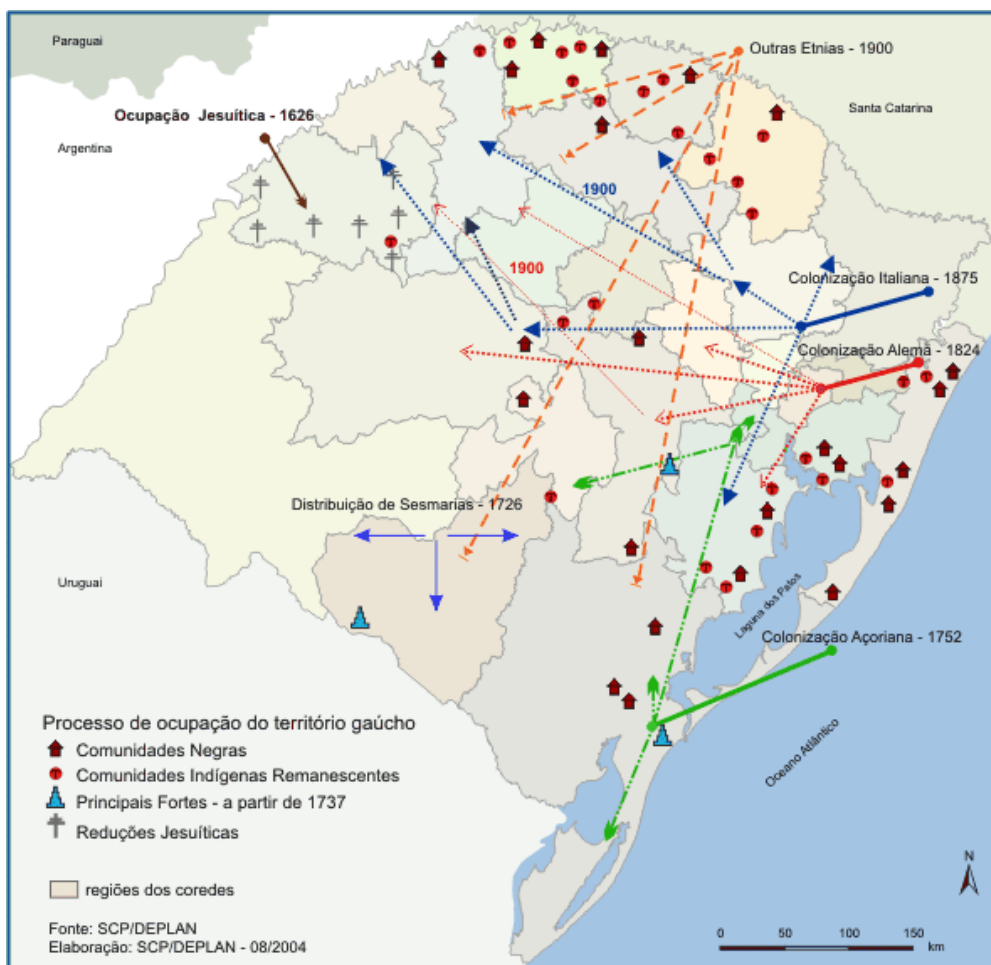 Paraguai
Outras Etnias - 1900
Santa Catarina
Ocupação Jesuítica - 1626
Argentina
1900
1900
Colonização Italiana - 1875
Colonização Alemã - 1824
Distribuição de Sesmarias - 1726
Uruguai
Laguna dos Patos
Colonização Açoriana - 1752
Oceano Atlântico
Processo de ocupação do território gaúcho
Comunidades Negras
Comunidades Indígenas Remanescentes
Principais Fortes - a partir de 1737
Reduções Jesuíticas
regiões dos coredes
Fonte: SCP/DEPLAN
Elaboração: SCP/DEPLAN - 08/2004
N
0 50 100 150
km